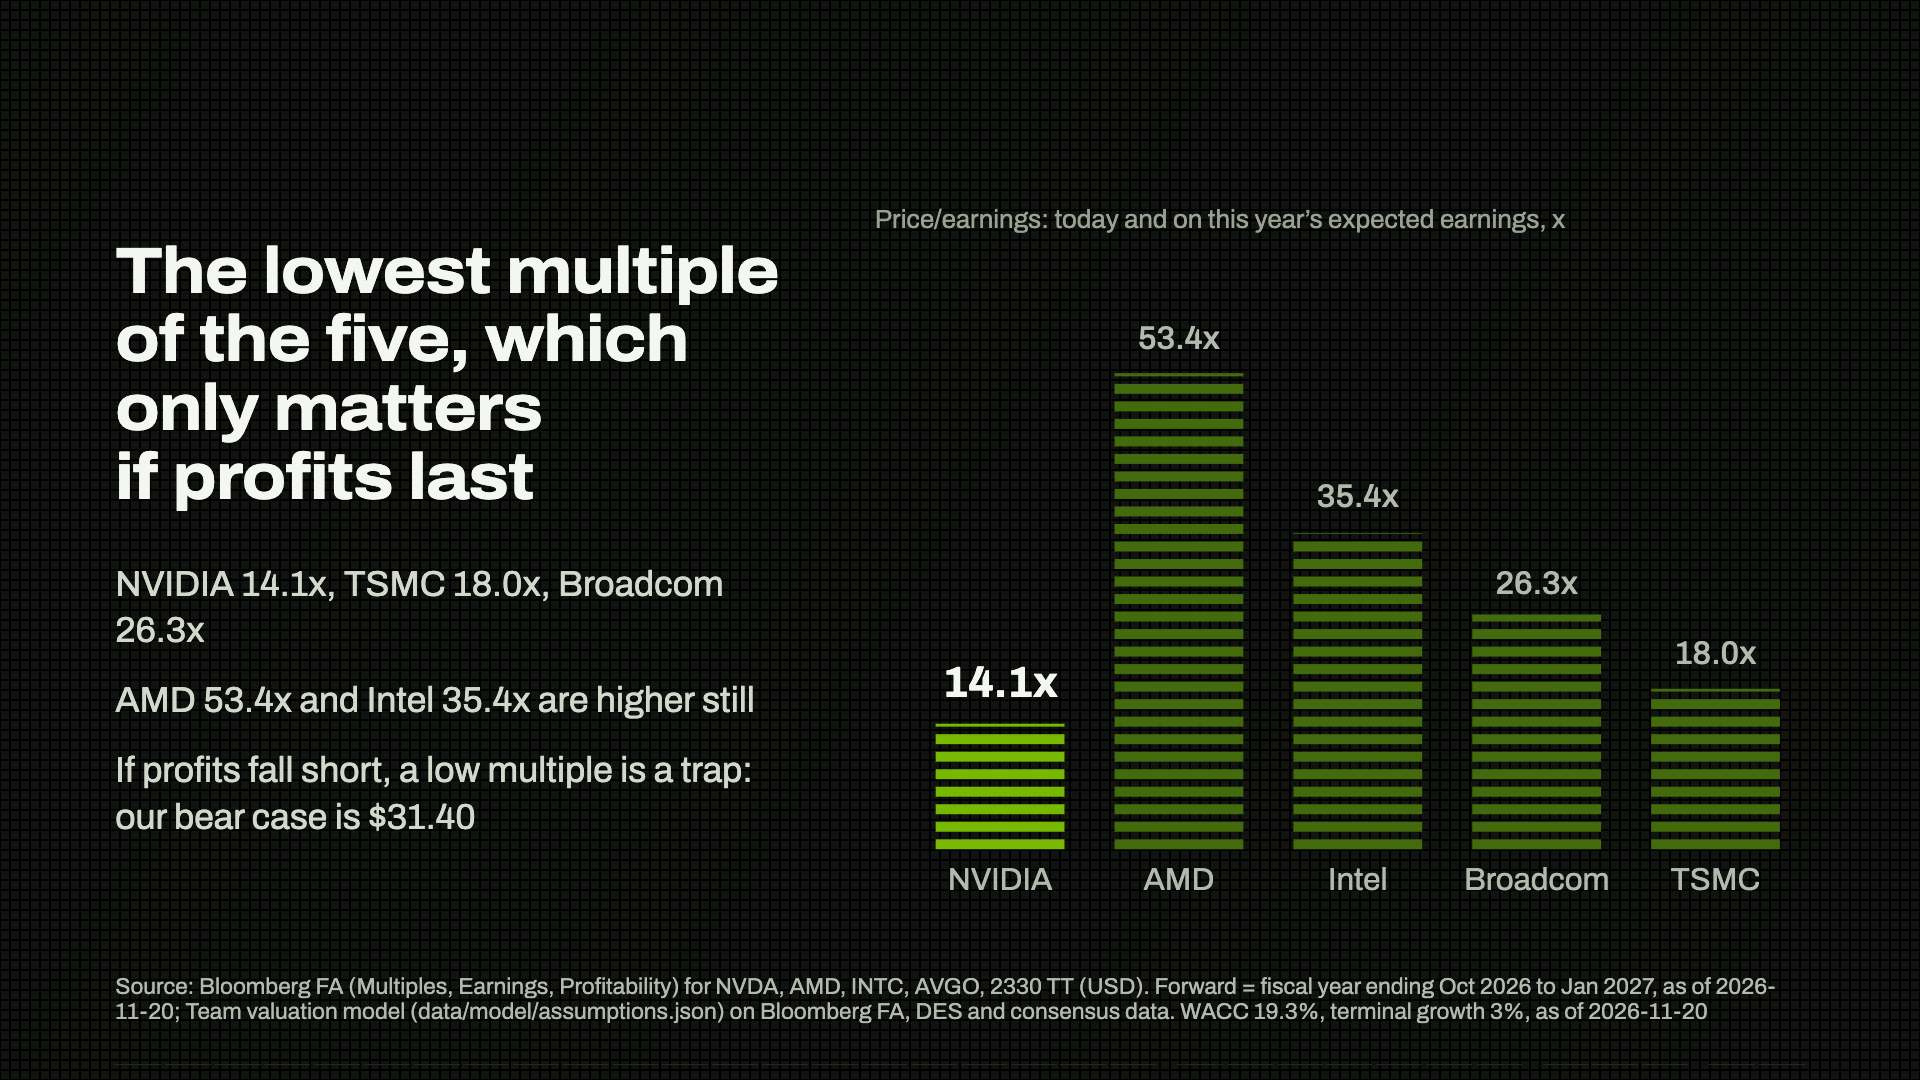 The lowest multiple
of the five, which
only matters
if profits last
NVIDIA 14.1x, TSMC 18.0x, Broadcom
26.3x
AMD 53.4x and Intel 35.4x are higher still
If profits fall short, a low multiple is a trap:
our bear case is $31.40
Price/earnings: today and on this year’s expected earnings, x
14.1x
53.4x
35.4x
26.3x
18.0x
NVIDIA
AMD
Intel
Broadcom
TSMC
Source: Bloomberg FA (Multiples, Earnings, Profitability) for NVDA, AMD, INTC, AVGO, 2330 TT (USD). Forward = fiscal year ending Oct 2026 to Jan 2027, as of 2026-
11-20; Team valuation model (data/model/assumptions.json) on Bloomberg FA, DES and consensus data. WACC 19.3%, terminal growth 3%, as of 2026-11-20